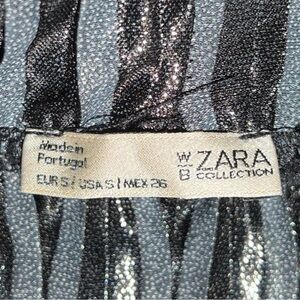 Made in
Portugal
EUR S / USA S | MEX 26
W
B
ZARA
COLLECTION